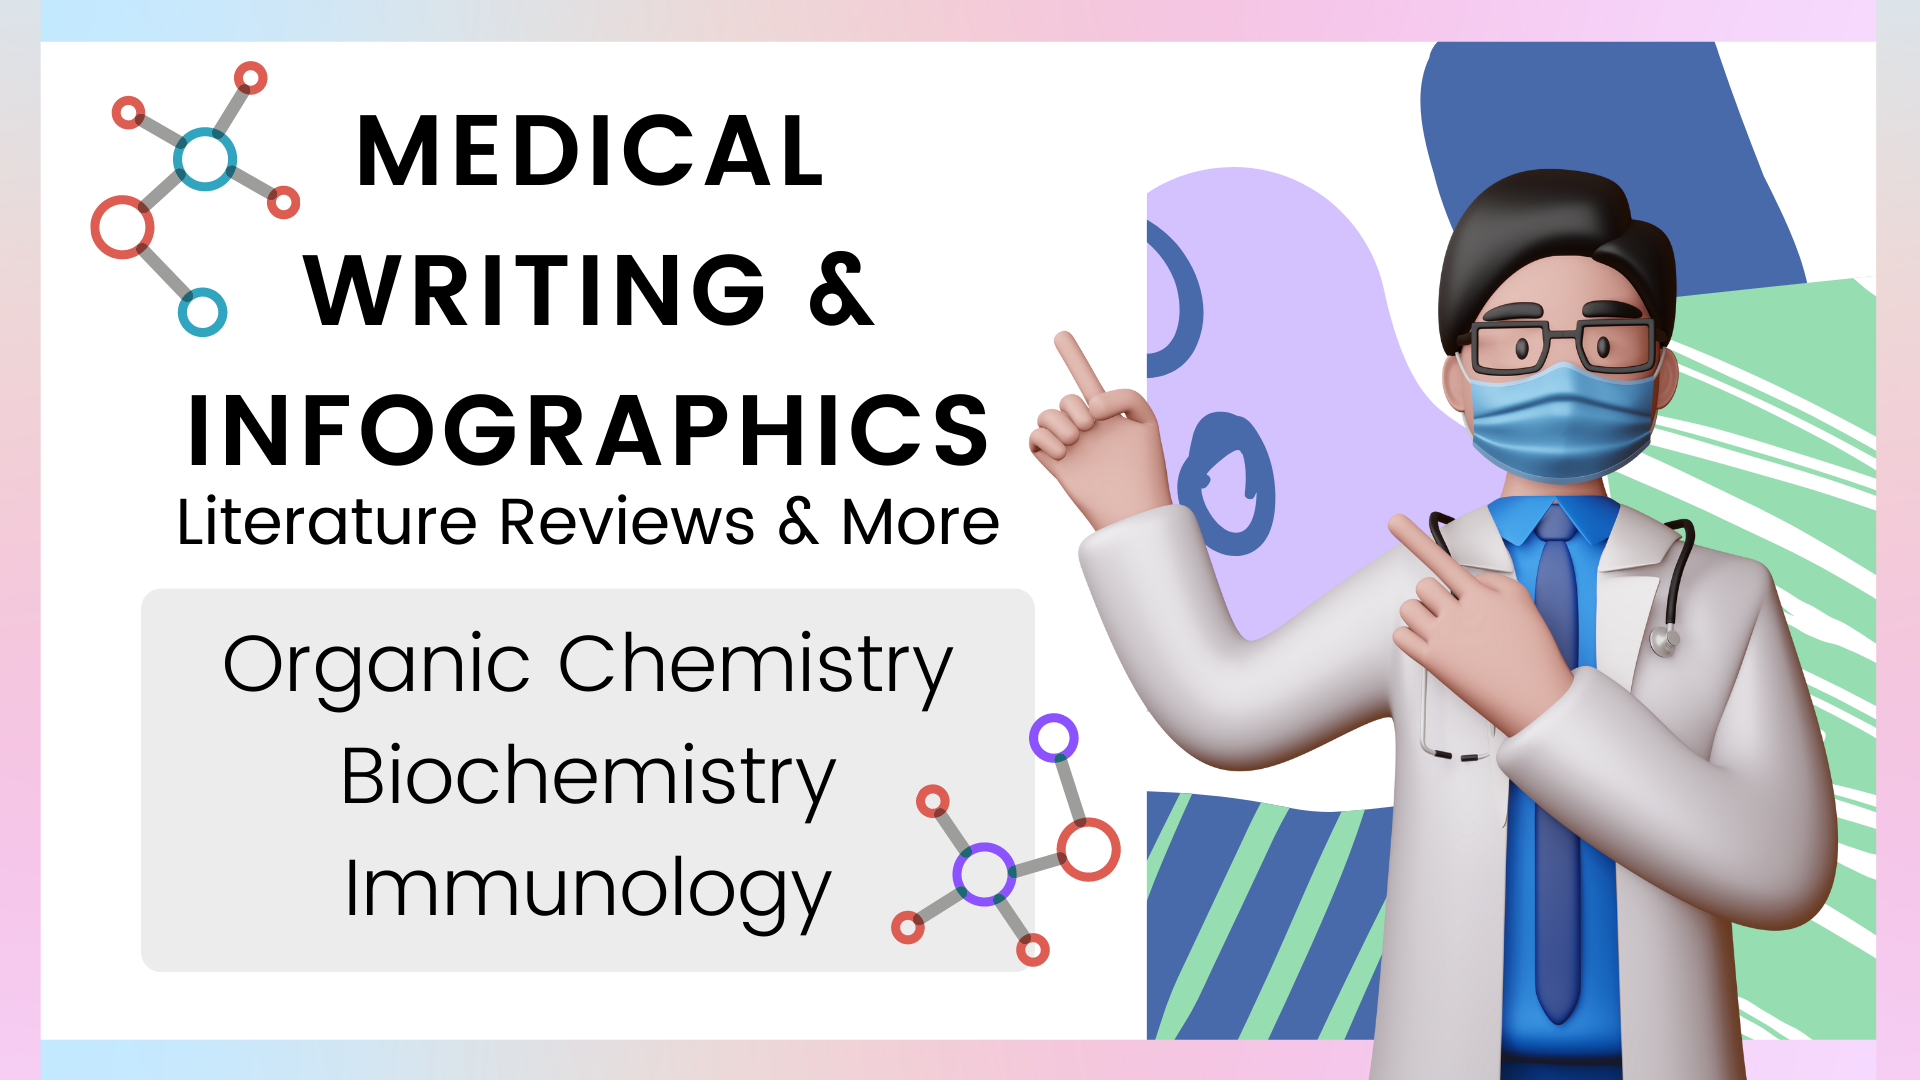 MEDICAL
WRITING &
INFOGRAPHICS
Literature Reviews & More
Organic Chemistry
Biochemistry
Immunology